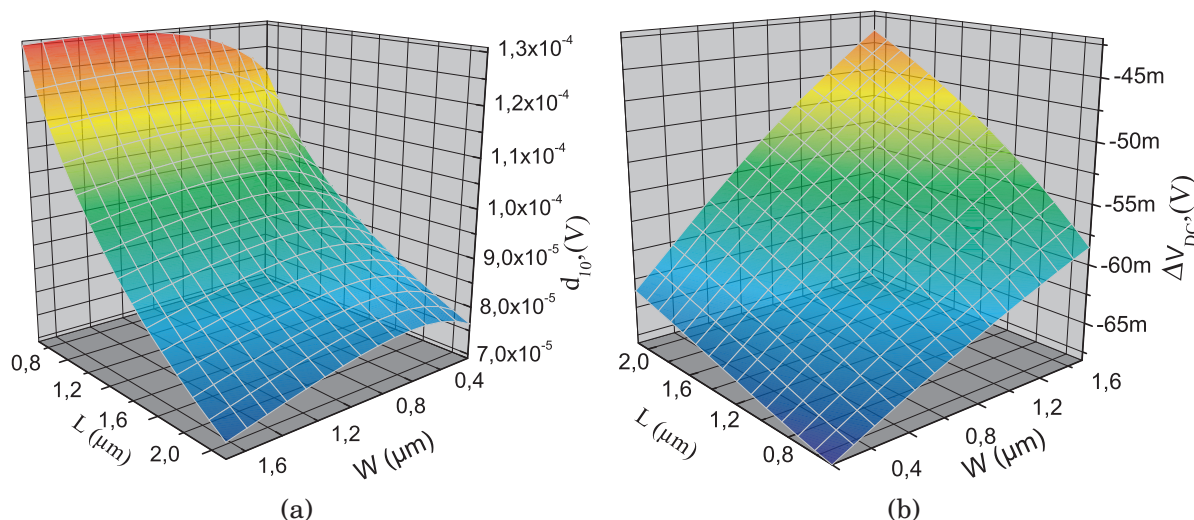 1,3x10⁻⁴
1,2x10⁻⁴
1,1x10⁻⁴
1,0x10⁻⁴
9,0x10⁻⁵
8,0x10⁻⁵
7,0x10⁻⁵
d₁₀,(V)
0,8
1,2
1,6
2,0
L (μm)
1,6
1,2
0,8
0,4
W (μm)
(a)
-45m
-50m
-55m
-60m
-65m
ΔV_DC,(V)
2,0
1,6
1,2
0,8
L (μm)
0,4
0,8
1,2
1,6
W (μm)
(b)